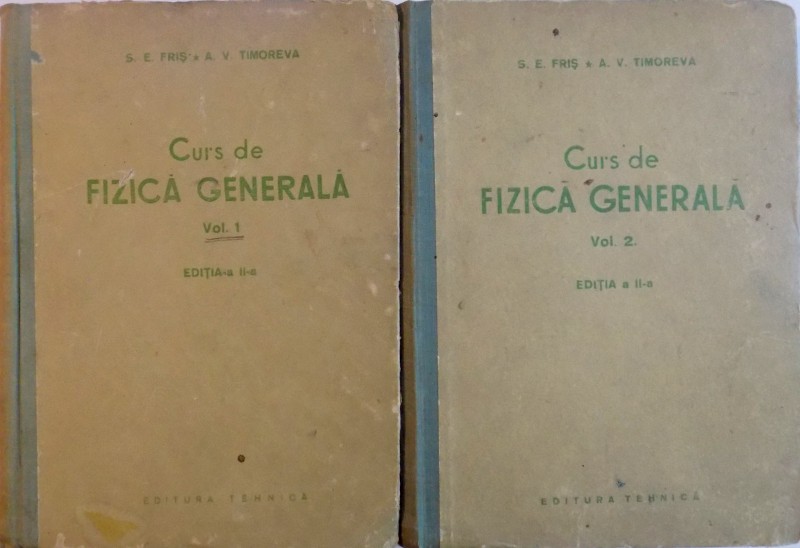 S. E. FRIȘ ★ A. V. TIMOREVA
Curs de
FIZICĂ GENERALĂ
Vol. 1
EDIȚIA-a II-a
EDITURA TEHNICĂ
S. E. FRIȘ ★ A. V. TIMOREVA
Curs de
FIZICĂ GENERALĂ
Vol. 2.
EDIȚIA a II-a
EDITURA TEHNICĂ